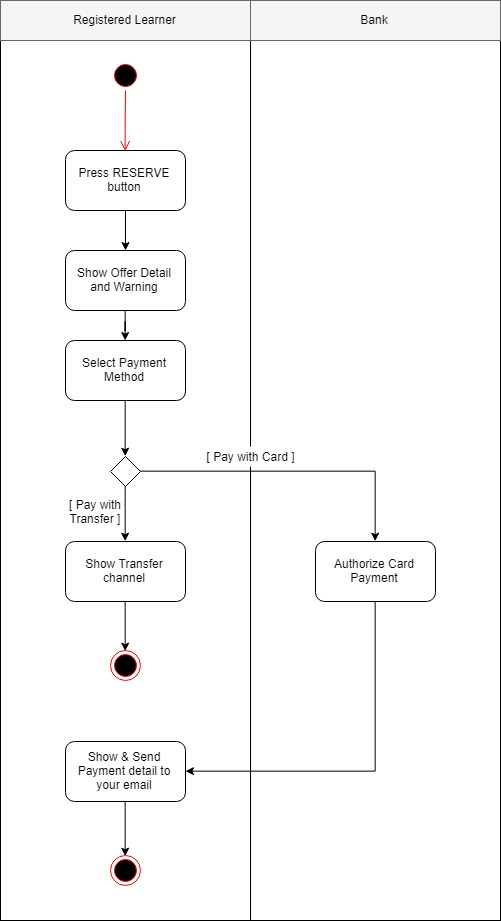 Registered Learner
Bank
Press RESERVE
button
Show Offer Detail
and Warning
Select Payment
Method
[ Pay with Card ]
[ Pay with
Transfer ]
Show Transfer
channel
Authorize Card
Payment
Show & Send
Payment detail to
your email